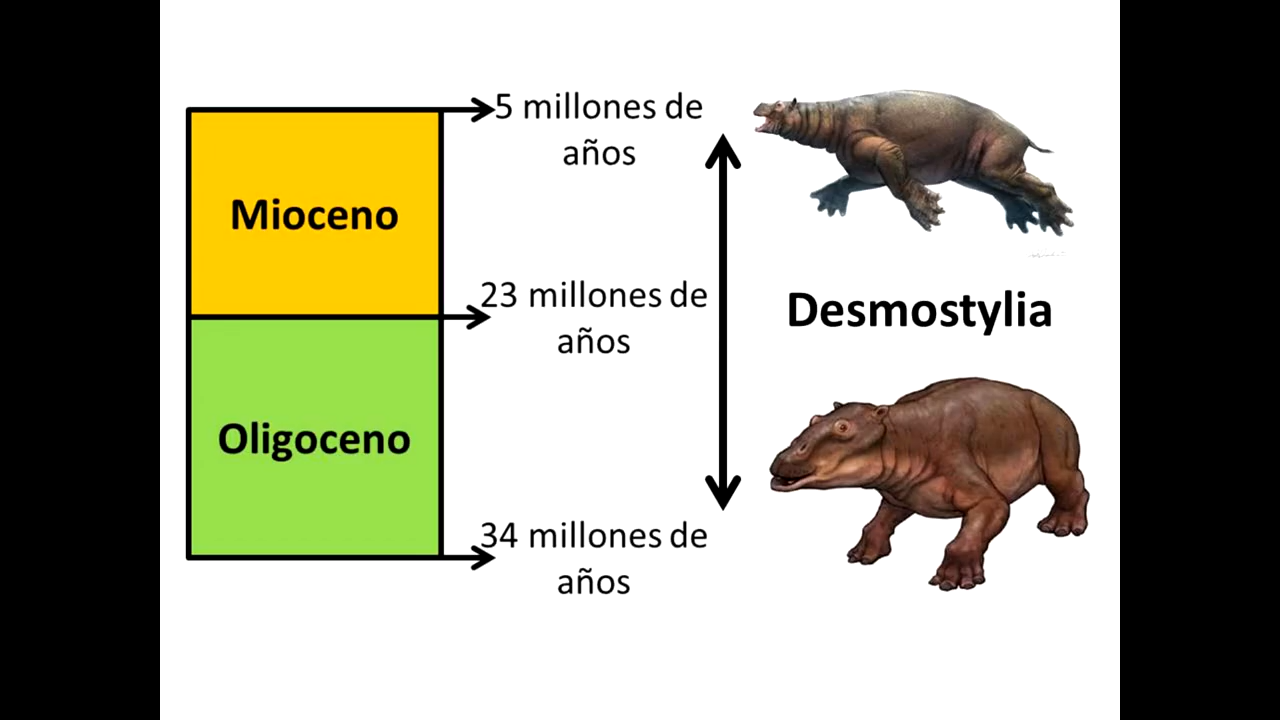 5 millones de
años
Mioceno
23 millones de
años
Desmostylia
Oligoceno
34 millones de
años